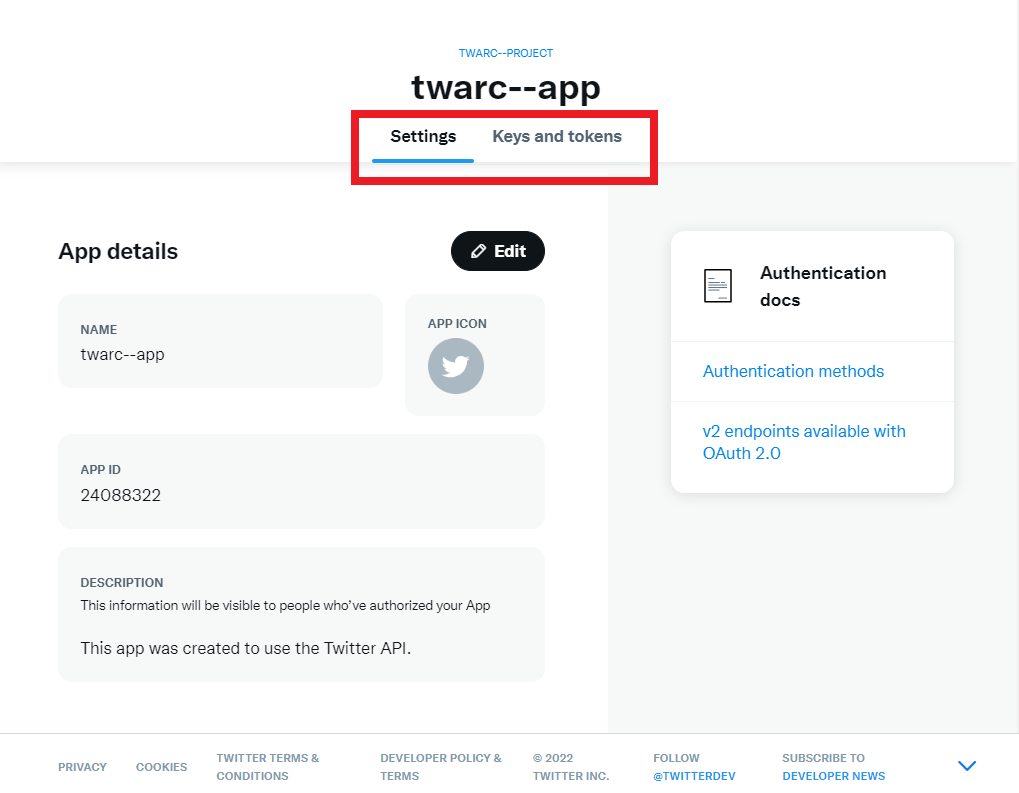 TWARC--PROJECT
twarc--app
Settings
Keys and tokens
App details
Edit
NAME
twarc--app
APP ICON
APP ID
24088322
DESCRIPTION
This information will be visible to people who've authorized your App
This app was created to use the Twitter API.
Authentication
docs
Authentication methods
v2 endpoints available with
OAuth 2.0
PRIVACY
COOKIES
TWITTER TERMS &
CONDITIONS
DEVELOPER POLICY &
TERMS
© 2022
TWITTER INC.
FOLLOW
@TWITTERDEV
SUBSCRIBE TO
DEVELOPER NEWS